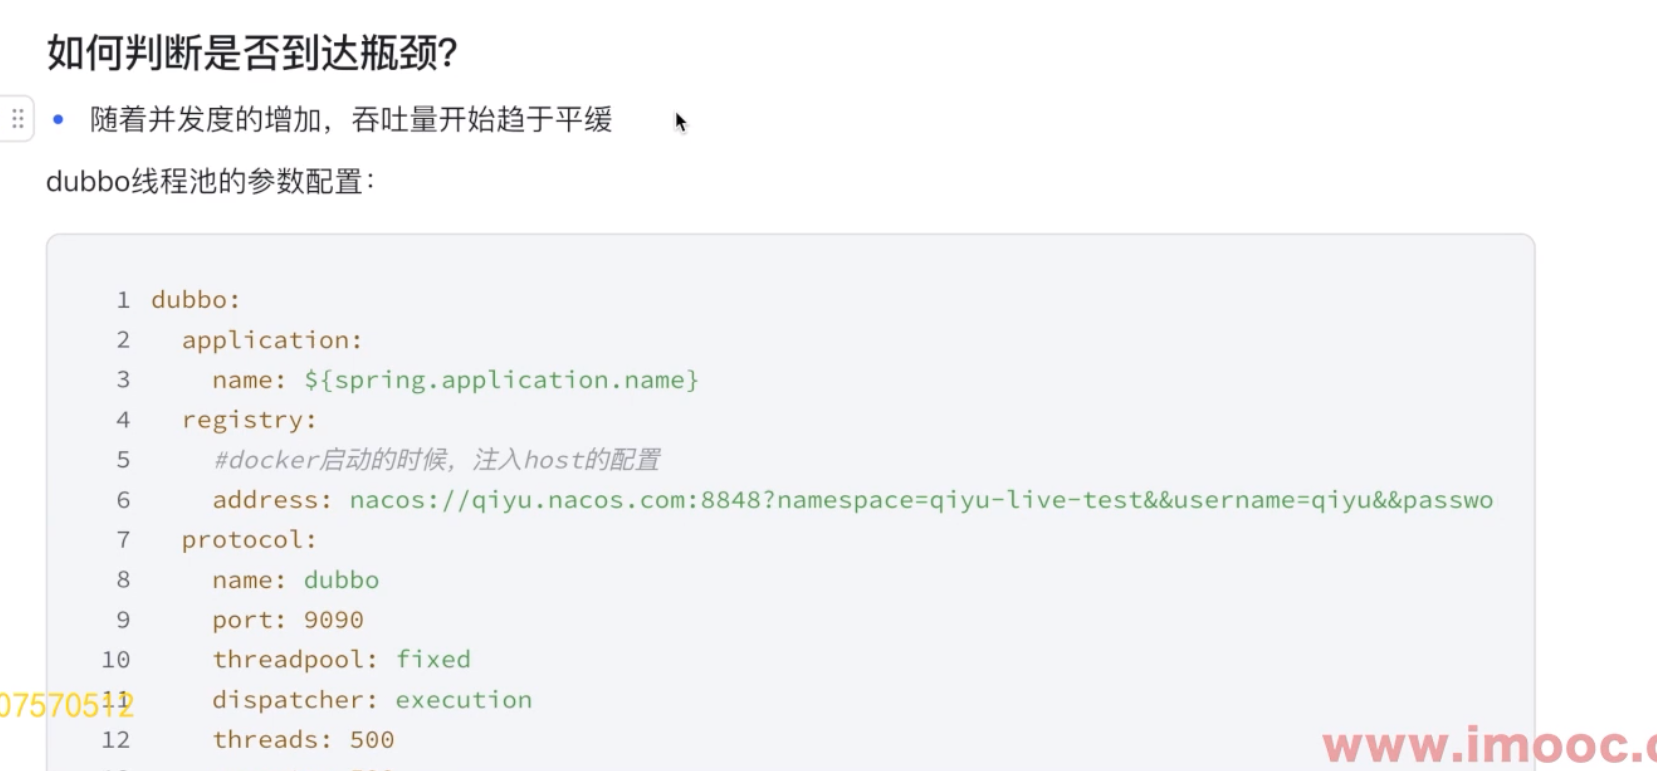 如何判断是否到达瓶颈?
随着并发度的增加，吞吐量开始趋于平缓
dubbo线程池的参数配置：
1 dubbo:
2   application:
3     name: ${spring.application.name}
4   registry:
5     #docker启动的时候，注入host的配置
6     address: nacos://qiyu.nacos.com:8848?namespace=qiyu-live-test&&username=qiyu&&passwo
7   protocol:
8     name: dubbo
9     port: 9090
10     threadpool: fixed
11     dispatcher: execution
07570512
12     threads: 500
www.imooc.c